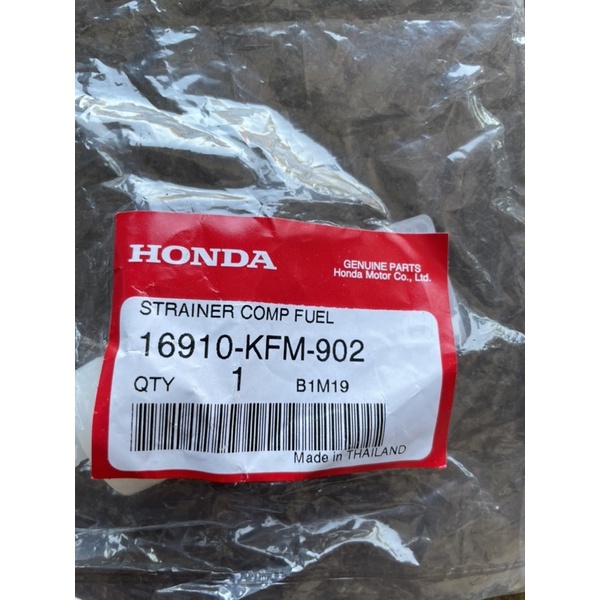 HONDA
GENUINE PARTS
Honda Motor Co., Ltd.
STRAINER COMP FUEL
16910-KFM-902
QTY 1 B1M19
Made in THAILAND